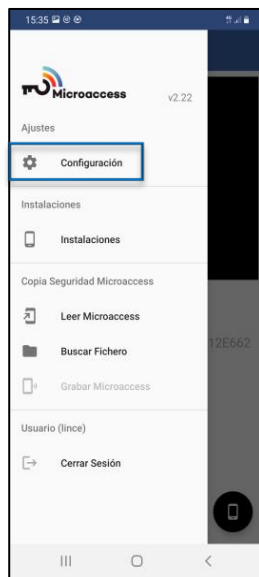 15:35
Microaccess
v2.22
Ajustes
Configuración
Instalaciones
Instalaciones
Copia Seguridad Microaccess
Leer Microaccess
12E662
Buscar Fichero
Grabar Microaccess
Usuario (lince)
Cerrar Sesión